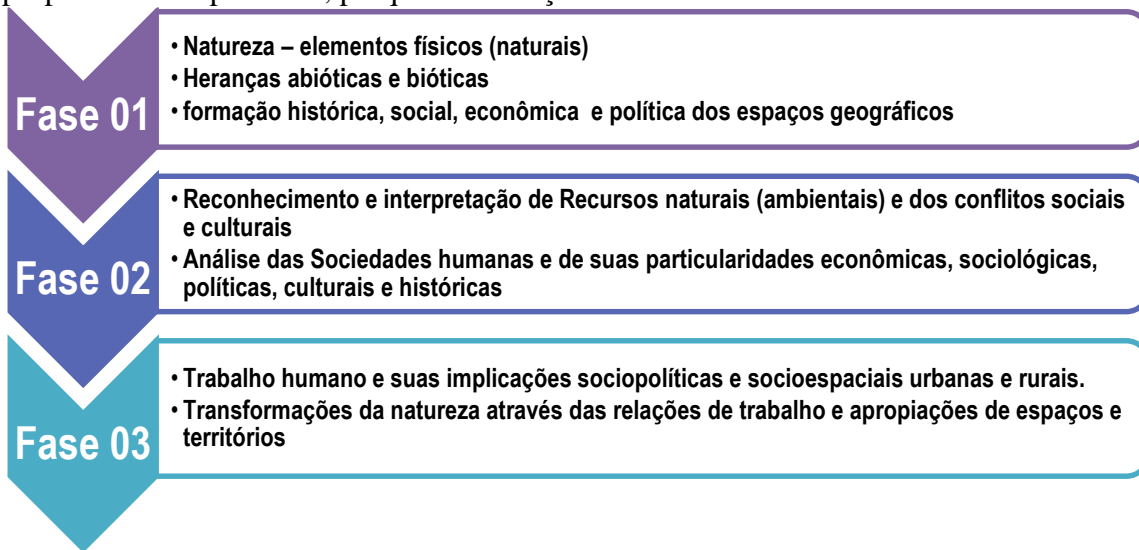 Fase 01
• Natureza – elementos físicos (naturais)
• Heranças abióticas e bióticas
• formação histórica, social, econômica e política dos espaços geográficos
Fase 02
• Reconhecimento e interpretação de Recursos naturais (ambientais) e dos conflitos sociais
e culturais
• Análise das Sociedades humanas e de suas particularidades econômicas, sociológicas,
políticas, culturais e históricas
Fase 03
• Trabalho humano e suas implicações sociopolíticas e socioespaciais urbanas e rurais.
• Transformações da natureza através das relações de trabalho e apropiações de espaços e
territórios